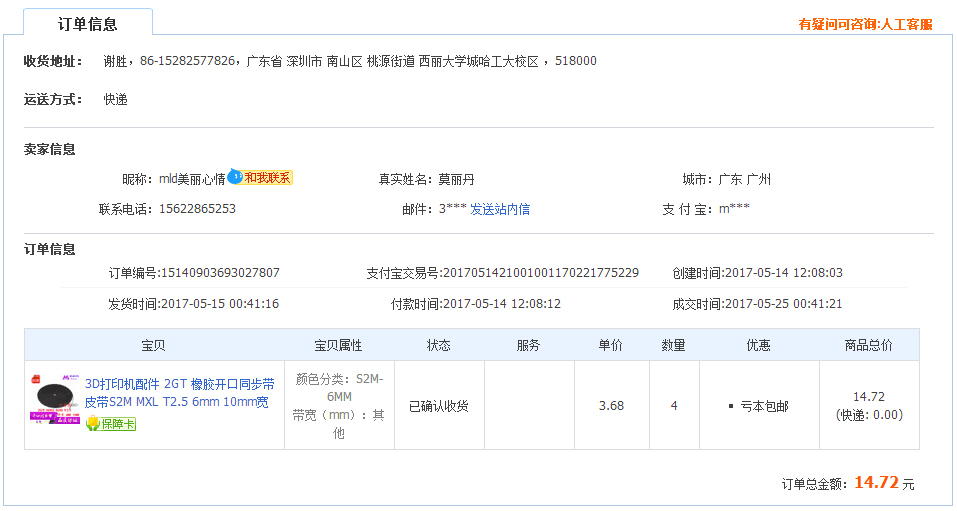 订单信息
有疑问可咨询:人工客服
收货地址： 谢胜，86-15282577826，广东省 深圳市 南山区 桃源街道 西丽大学城哈工大校区 ，518000
运送方式： 快递
卖家信息
昵称：mld美丽心情 和我联系 真实姓名：莫丽丹 城市：广东 广州
联系电话：15622865253 邮件：3*** 发送站内信 支 付 宝：m***
订单信息
订单编号:15140903693027807 支付宝交易号:2017051421001001170221775229 创建时间:2017-05-14 12:08:03
发货时间:2017-05-15 00:41:16 付款时间:2017-05-14 12:08:12 成交时间:2017-05-25 00:41:21
宝贝 宝贝属性 状态 服务 单价 数量 优惠 商品总价
3D打印机配件 2GT 橡胶开口同步带
皮带S2M MXL T2.5 6mm 10mm宽
保障卡
颜色分类：S2M-
6MM
带宽（mm）：其
他
已确认收货
3.68
4
▪ 亏本包邮
14.72
(快递: 0.00)
订单总金额：14.72 元